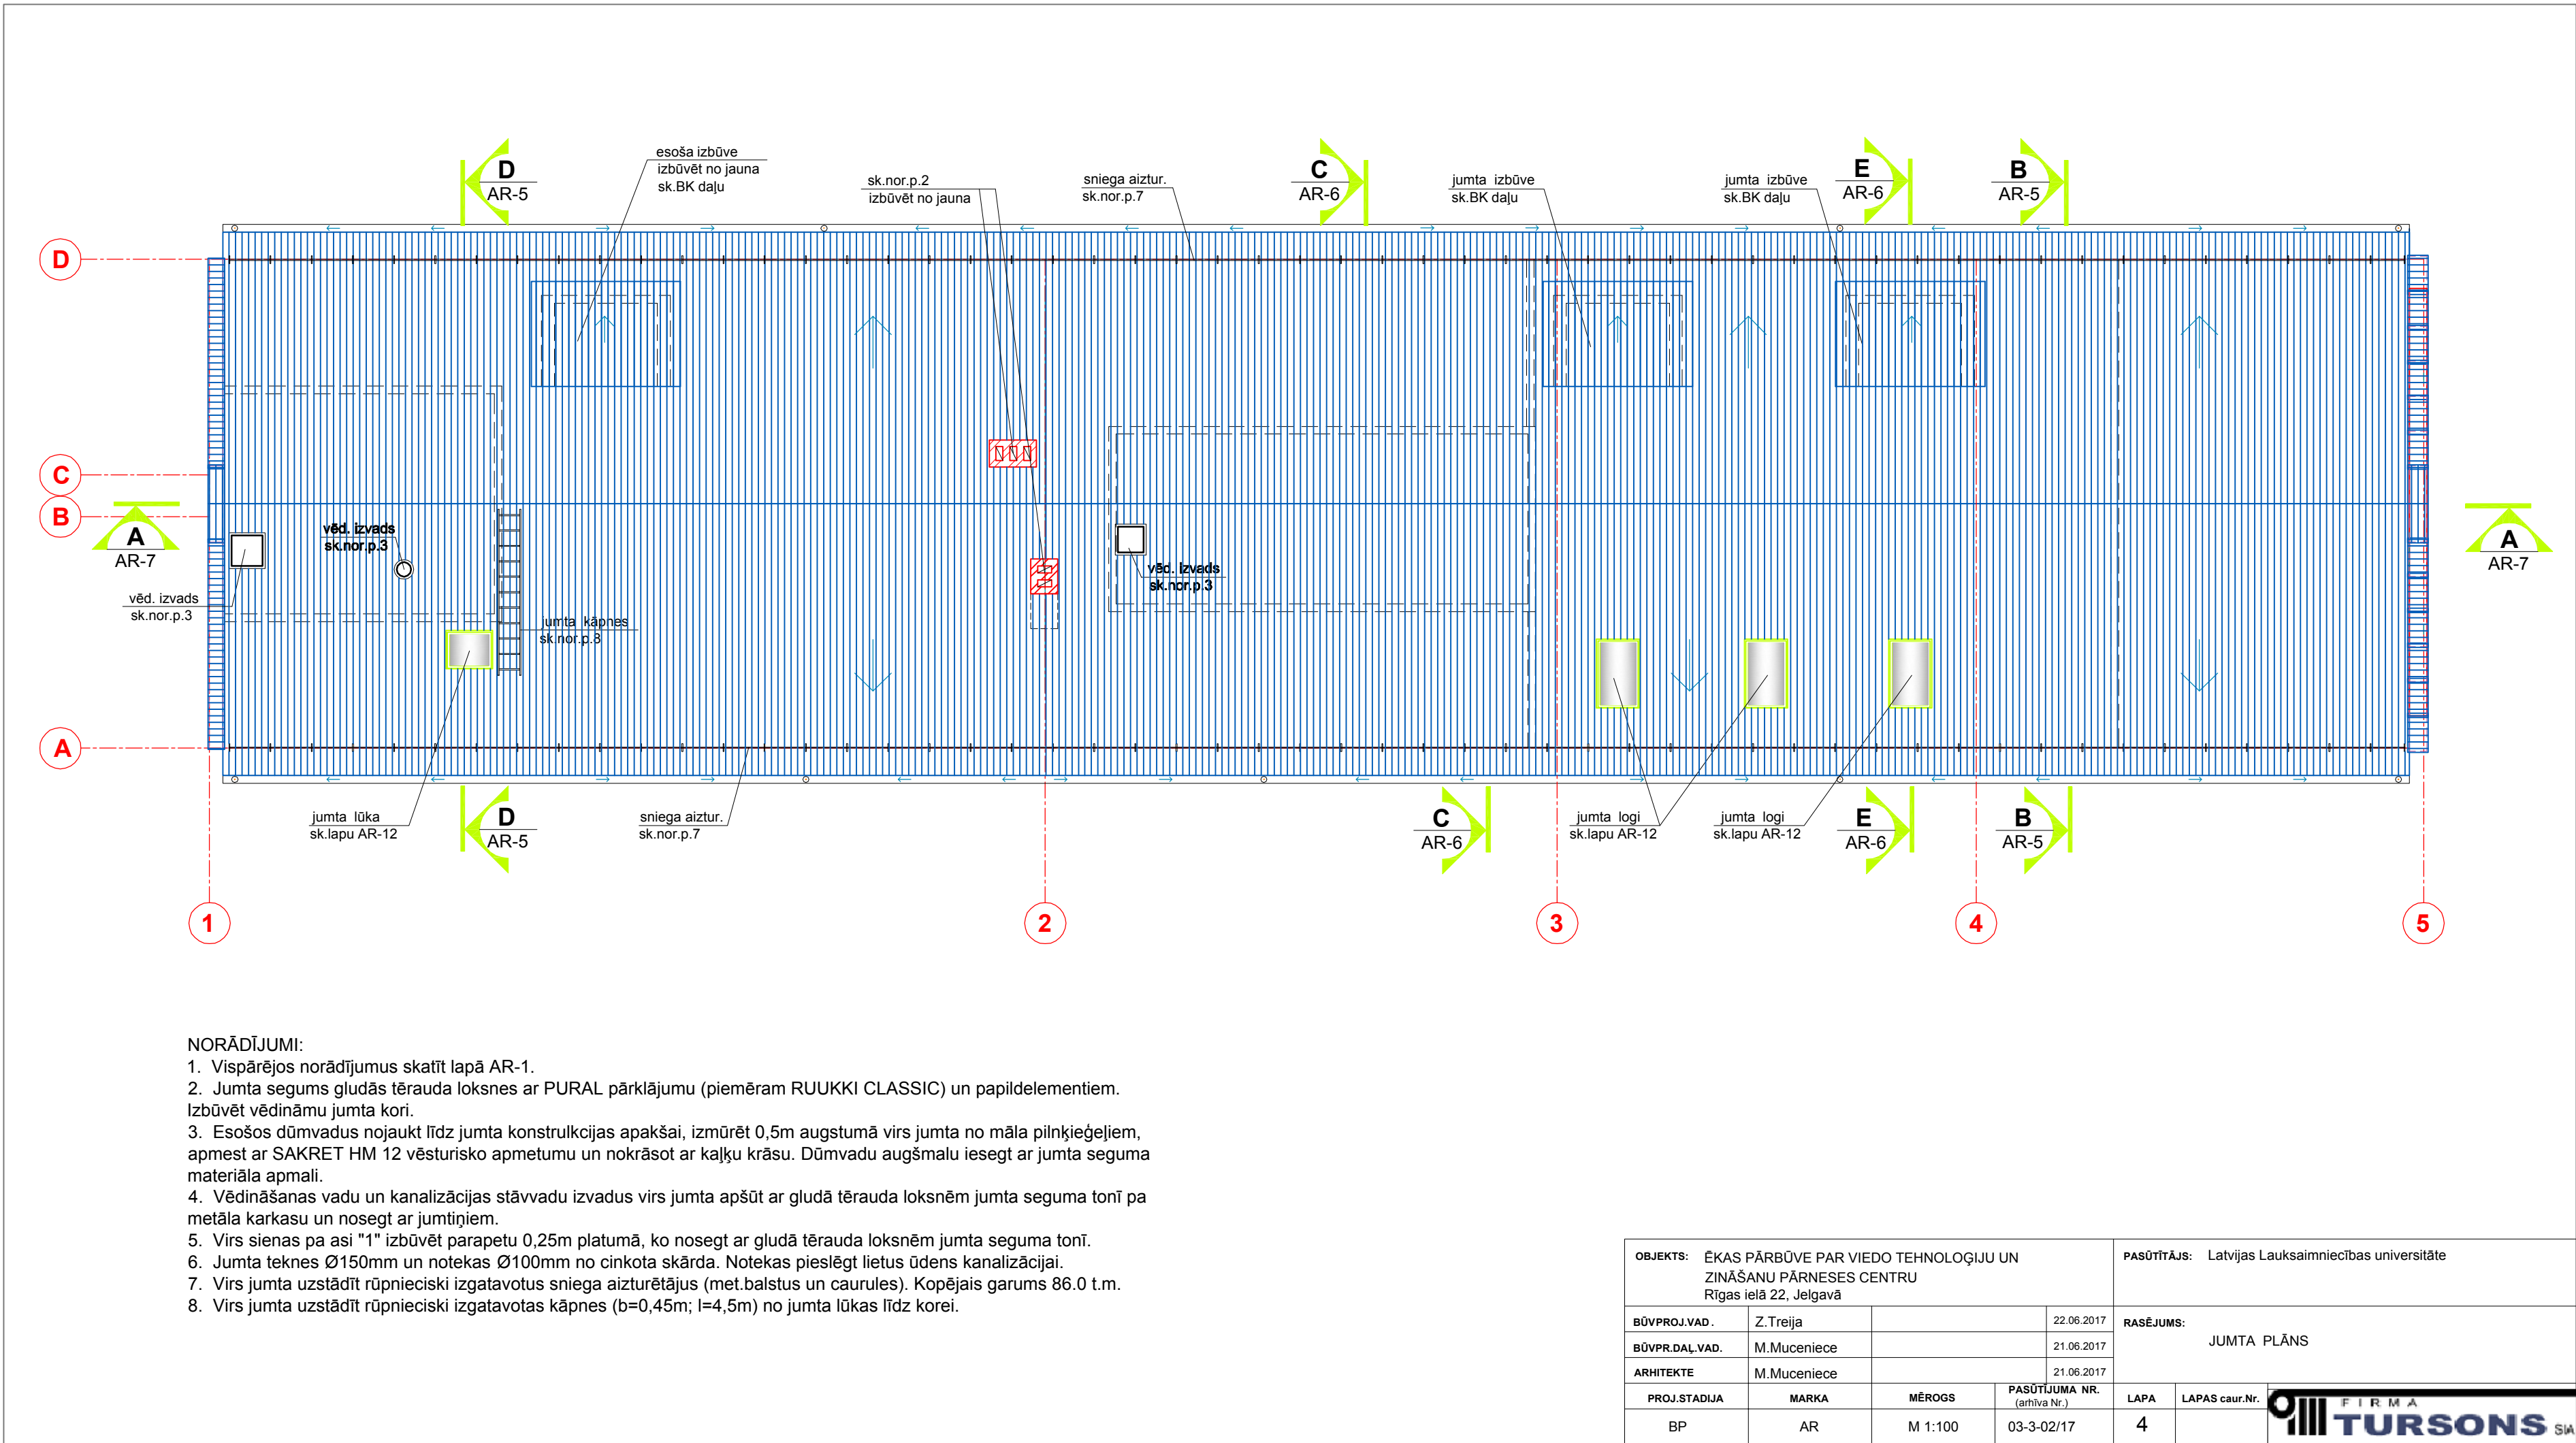 esoša izbūve
izbūvēt no jauna
sk.BK daļu
sk.nor.p.2
izbūvēt no jauna
sniega aiztur.
sk.nor.p.7
jumta izbūve
sk.BK daļu
jumta izbūve
sk.BK daļu
D
AR-5
C
AR-6
E
AR-6
B
AR-5
D
C
B
A
A
AR-7
A
AR-7
vēd. izvads
sk.nor.p.3
vēd. izvads
sk.nor.p.3
vēd. izvads
sk.nor.p.3
jumta kāpnes
sk.nor.p.8
jumta lūka
sk.lapu AR-12
D
AR-5
sniega aiztur.
sk.nor.p.7
C
AR-6
jumta logi
sk.lapu AR-12
jumta logi
sk.lapu AR-12
E
AR-6
B
AR-5
1
2
3
4
5
NORĀDĪJUMI:
1. Vispārējos norādījumus skatīt lapā AR-1.
2. Jumta segums gludās tērauda loksnes ar PURAL pārklājumu (piemēram RUUKKI CLASSIC) un papildelementiem.
Izbūvēt vēdināmu jumta kori.
3. Esošos dūmvadus nojaukt līdz jumta konstrulkcijas apakšai, izmūrēt 0,5m augstumā virs jumta no māla pilnķieģeļiem,
apmest ar SAKRET HM 12 vēsturisko apmetumu un nokrāsot ar kaļķu krāsu. Dūmvadu augšmalu iesegt ar jumta seguma
materiāla apmali.
4. Vēdināšanas vadu un kanalizācijas stāvvadu izvadus virs jumta apšūt ar gludā tērauda loksnēm jumta seguma tonī pa
metāla karkasu un nosegt ar jumtiņiem.
5. Virs sienas pa asi "1" izbūvēt parapetu 0,25m platumā, ko nosegt ar gludā tērauda loksnēm jumta seguma tonī.
6. Jumta teknes Ø150mm un notekas Ø100mm no cinkota skārda. Notekas pieslēgt lietus ūdens kanalizācijai.
7. Virs jumta uzstādīt rūpnieciski izgatavotus sniega aizturētājus (met.balstus un caurules). Kopējais garums 86.0 t.m.
8. Virs jumta uzstādīt rūpnieciski izgatavotas kāpnes (b=0,45m; l=4,5m) no jumta lūkas līdz korei.
OBJEKTS: ĒKAS PĀRBŪVE PAR VIEDO TEHNOLOĢIJU UN
ZINĀŠANU PĀRNESES CENTRU
Rīgas ielā 22, Jelgavā
PASŪTĪTĀJS: Latvijas Lauksaimniecības universitāte
BŪVPROJ.VAD. Z.Treija 22.06.2017
BŪVPR.DAĻ.VAD. M.Muceniece 21.06.2017
ARHITEKTE M.Muceniece 21.06.2017
RASĒJUMS:
JUMTA PLĀNS
PROJ.STADIJA MARKA MĒROGS PASŪTĪJUMA NR. LAPA LAPAS caur.Nr.
(arhīva Nr.)
BP AR M 1:100 03-3-02/17 4
FIRMA
TURSONS SIA